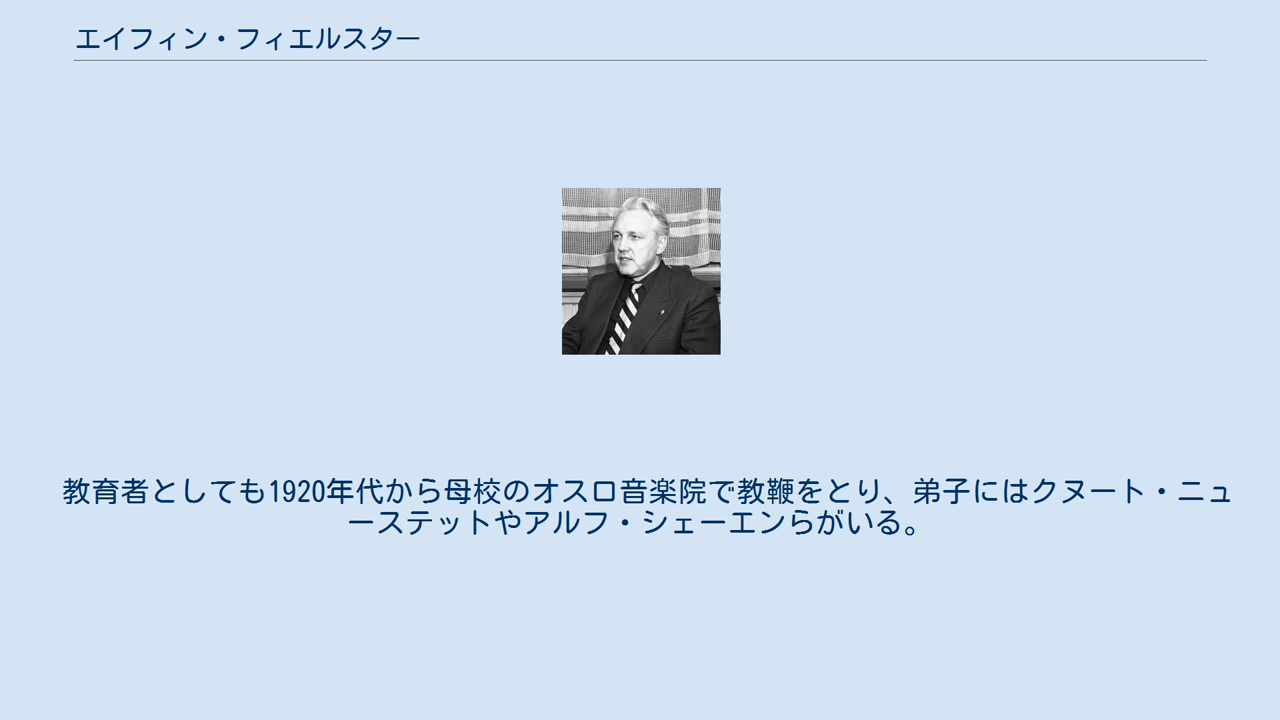 エイフィン・フィエルスター
教育者としても1920年代から母校のオスロ音楽院で教鞭をとり、弟子にはクヌート・ニュ
ーステットやアルフ・シェーエンらがいる。